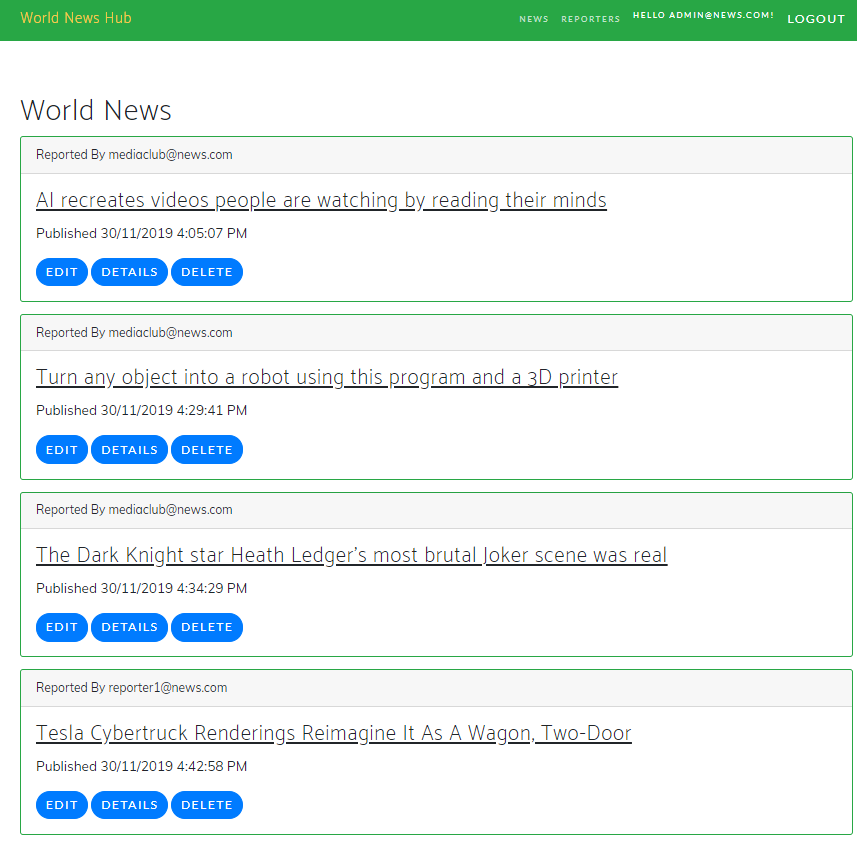 World News Hub
NEWS REPORTERS HELLO ADMIN@NEWS.COM! LOGOUT
World News
Reported By mediaclub@news.com
AI recreates videos people are watching by reading their minds
Published 30/11/2019 4:05:07 PM
EDIT DETAILS DELETE
Reported By mediaclub@news.com
Turn any object into a robot using this program and a 3D printer
Published 30/11/2019 4:29:41 PM
EDIT DETAILS DELETE
Reported By mediaclub@news.com
The Dark Knight star Heath Ledger’s most brutal Joker scene was real
Published 30/11/2019 4:34:29 PM
EDIT DETAILS DELETE
Reported By reporter1@news.com
Tesla Cybertruck Renderings Reimagine It As A Wagon, Two-Door
Published 30/11/2019 4:42:58 PM
EDIT DETAILS DELETE